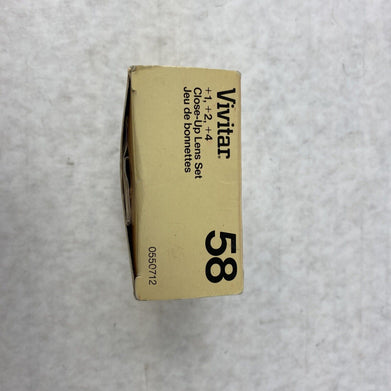 Vivitar®
+1, +2, +4
Close-Up Lens Set
Jeu de bonnettes
58
0550712